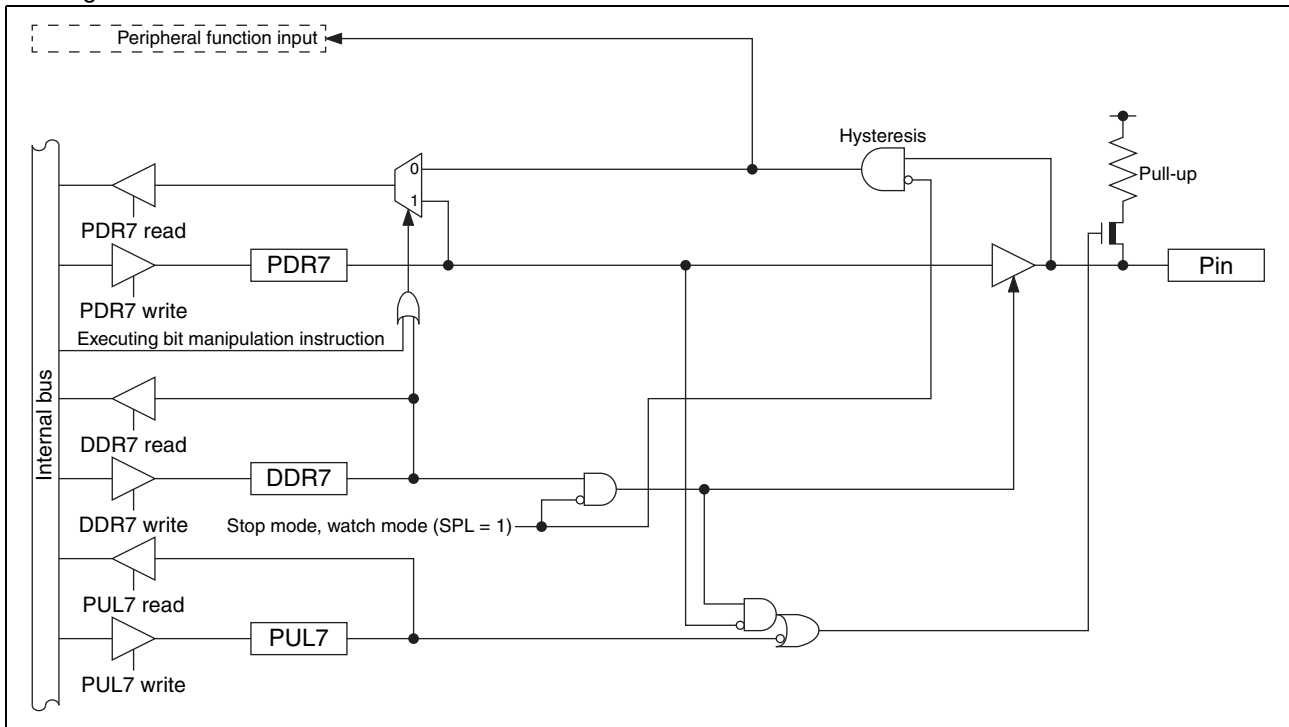 Peripheral function input
Hysteresis
0
Pull-up
1
PDR7 read
PDR7
Pin
PDR7 write
Executing bit manipulation instruction
Internal bus
DDR7 read
DDR7
DDR7 write
Stop mode, watch mode (SPL = 1)
PUL7 read
PUL7
PUL7 write